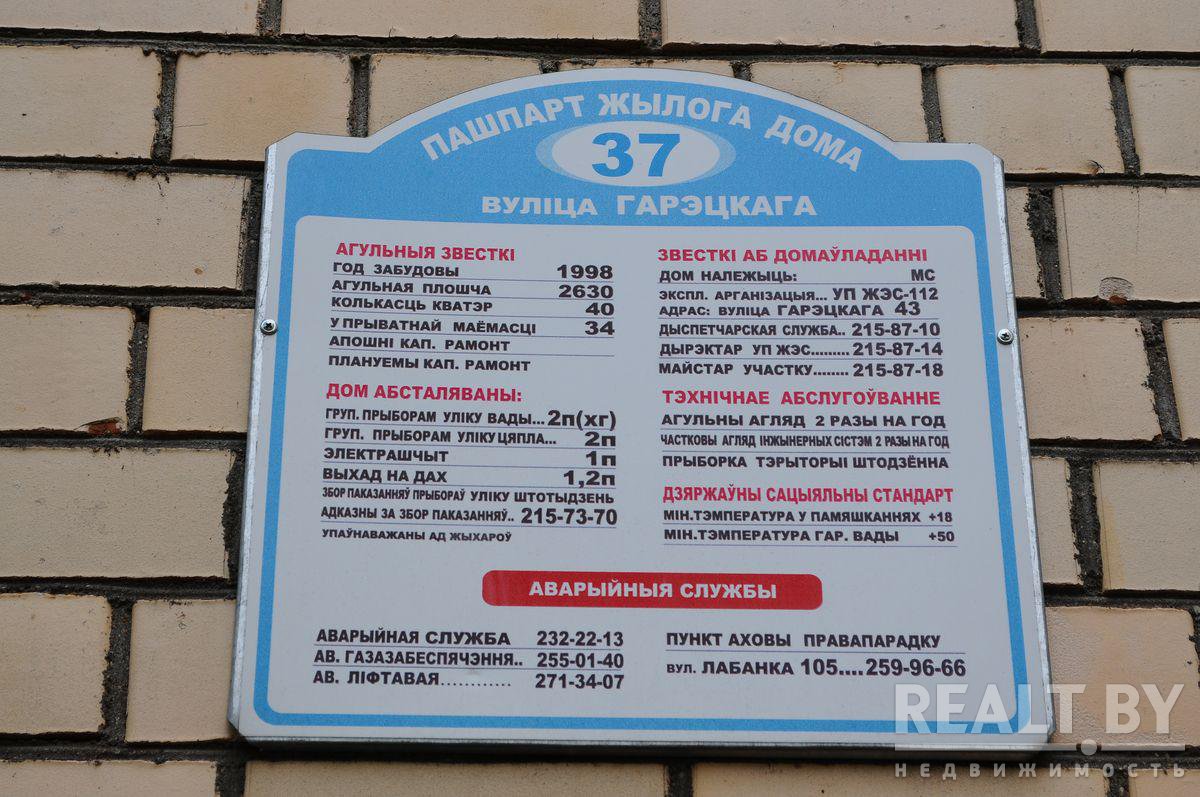 ПАШПАРТ ЖЫЛОГА ДОМА
37
ВУЛІЦА ГАРЭЦКАГА
АГУЛЬНЫЯ ЗВЕСТКІ
ГОД ЗАБУДОВЫ 1998
АГУЛЬНАЯ ПЛОШЧА 2630
КОЛЬКАСЦЬ КВАТЭР 40
У ПРЫВАТНАЙ МАЁМАСЦІ 34
АПОШНІ КАП. РАМОНТ
ПЛАНУЕМЫ КАП. РАМОНТ
ДОМ АБСТАЛЯВАНЫ:
ГРУП. ПРЫБОРАМ УЛІКУ ВАДЫ... 2п(хг)
ГРУП. ПРЫБОРАМ УЛІКУ ЦЯПЛА... 2п
ЭЛЕКТРАШЧЫТ 1п
ВЫХАД НА ДАХ 1,2п
ЗБОР ПАКАЗАННЯЎ ПРЫБОРАЎ УЛІКУ ШТОТЫДЗЕНЬ
АДКАЗНЫ ЗА ЗБОР ПАКАЗАННЯЎ.. 215-73-70
УПАЎНАВАЖАНЫ АД ЖЫХАРОЎ
ЗВЕСТКІ АБ ДОМАЎЛАДАННІ
ДОМ НАЛЕЖЫЦЬ: МС
ЭКСПЛ. АРГАНІЗАЦЫЯ... УП ЖЭС-112
АДРАС: ВУЛІЦА ГАРЭЦКАГА 43
ДЫСПЕТЧАРСКАЯ СЛУЖБА.. 215-87-10
ДЫРЭКТАР УП ЖЭС......... 215-87-14
МАЙСТАР УЧАСТКУ........ 215-87-18
ТЭХНІЧНАЕ АБСЛУГОЎВАННЕ
АГУЛЬНЫ АГЛЯД 2 РАЗЫ НА ГОД
ЧАСТКОВЫ АГЛЯД ІНЖЫНЕРНЫХ СІСТЭМ 2 РАЗЫ НА ГОД
ПРЫБОРКА ТЭРЫТОРЫІ ШТОДЗЁННА
ДЗЯРЖАЎНЫ САЦЫЯЛЬНЫ СТАНДАРТ
МІН.ТЭМПЕРАТУРА У ПАМЯШКАННЯХ +18
МІН.ТЭМПЕРАТУРА ГАР. ВАДЫ +50
АВАРЫЙНЫЯ СЛУЖБЫ
АВАРЫЙНАЯ СЛУЖБА 232-22-13
АВ. ГАЗАЗАБЕСПЯЧЭННЯ.. 255-01-40
АВ. ЛІФТАВАЯ............ 271-34-07
ПУНКТ АХОВЫ ПРАВАПАРАДКУ
ВУЛ. ЛАБАНКА 105....259-96-66
REALT.BY
НЕДВИЖИМОСТЬ